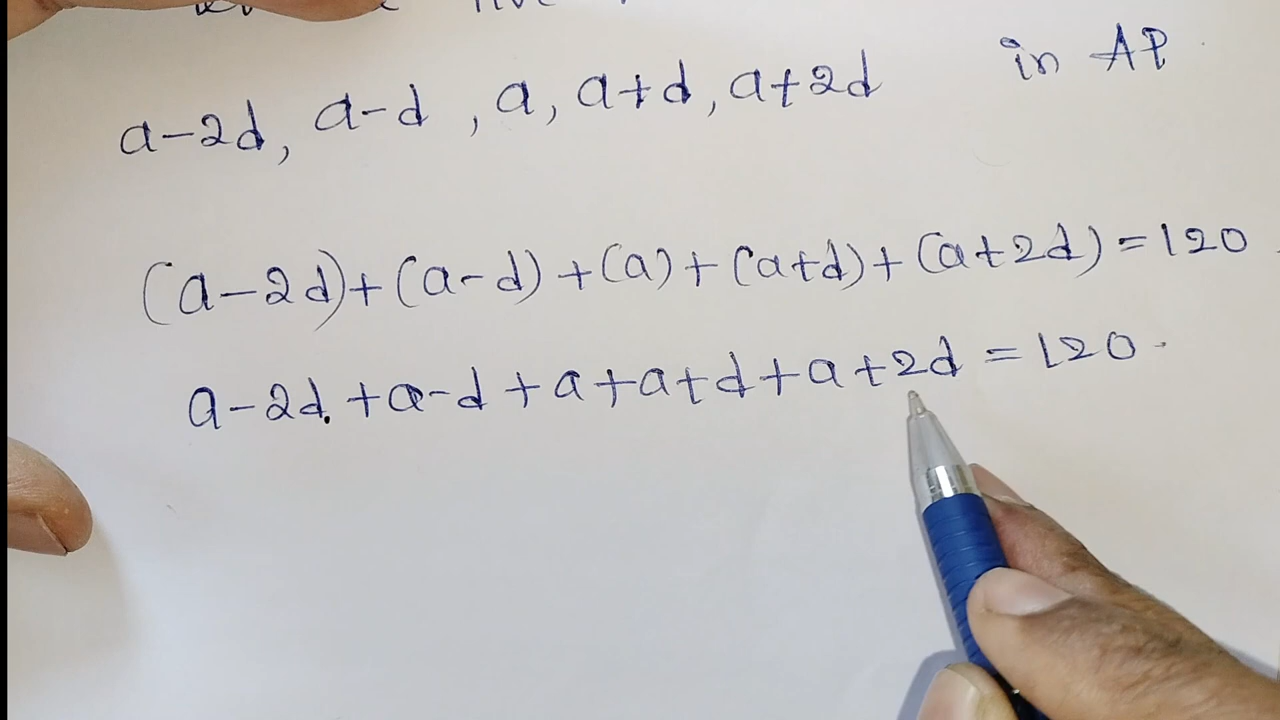 a-2d, a-d, a, a+d, a+2d in AP
(a-2d)+(a-d)+(a)+(a+d)+(a+2d)=120
a-2d.+a-d+a+a+d+a+2d=120.